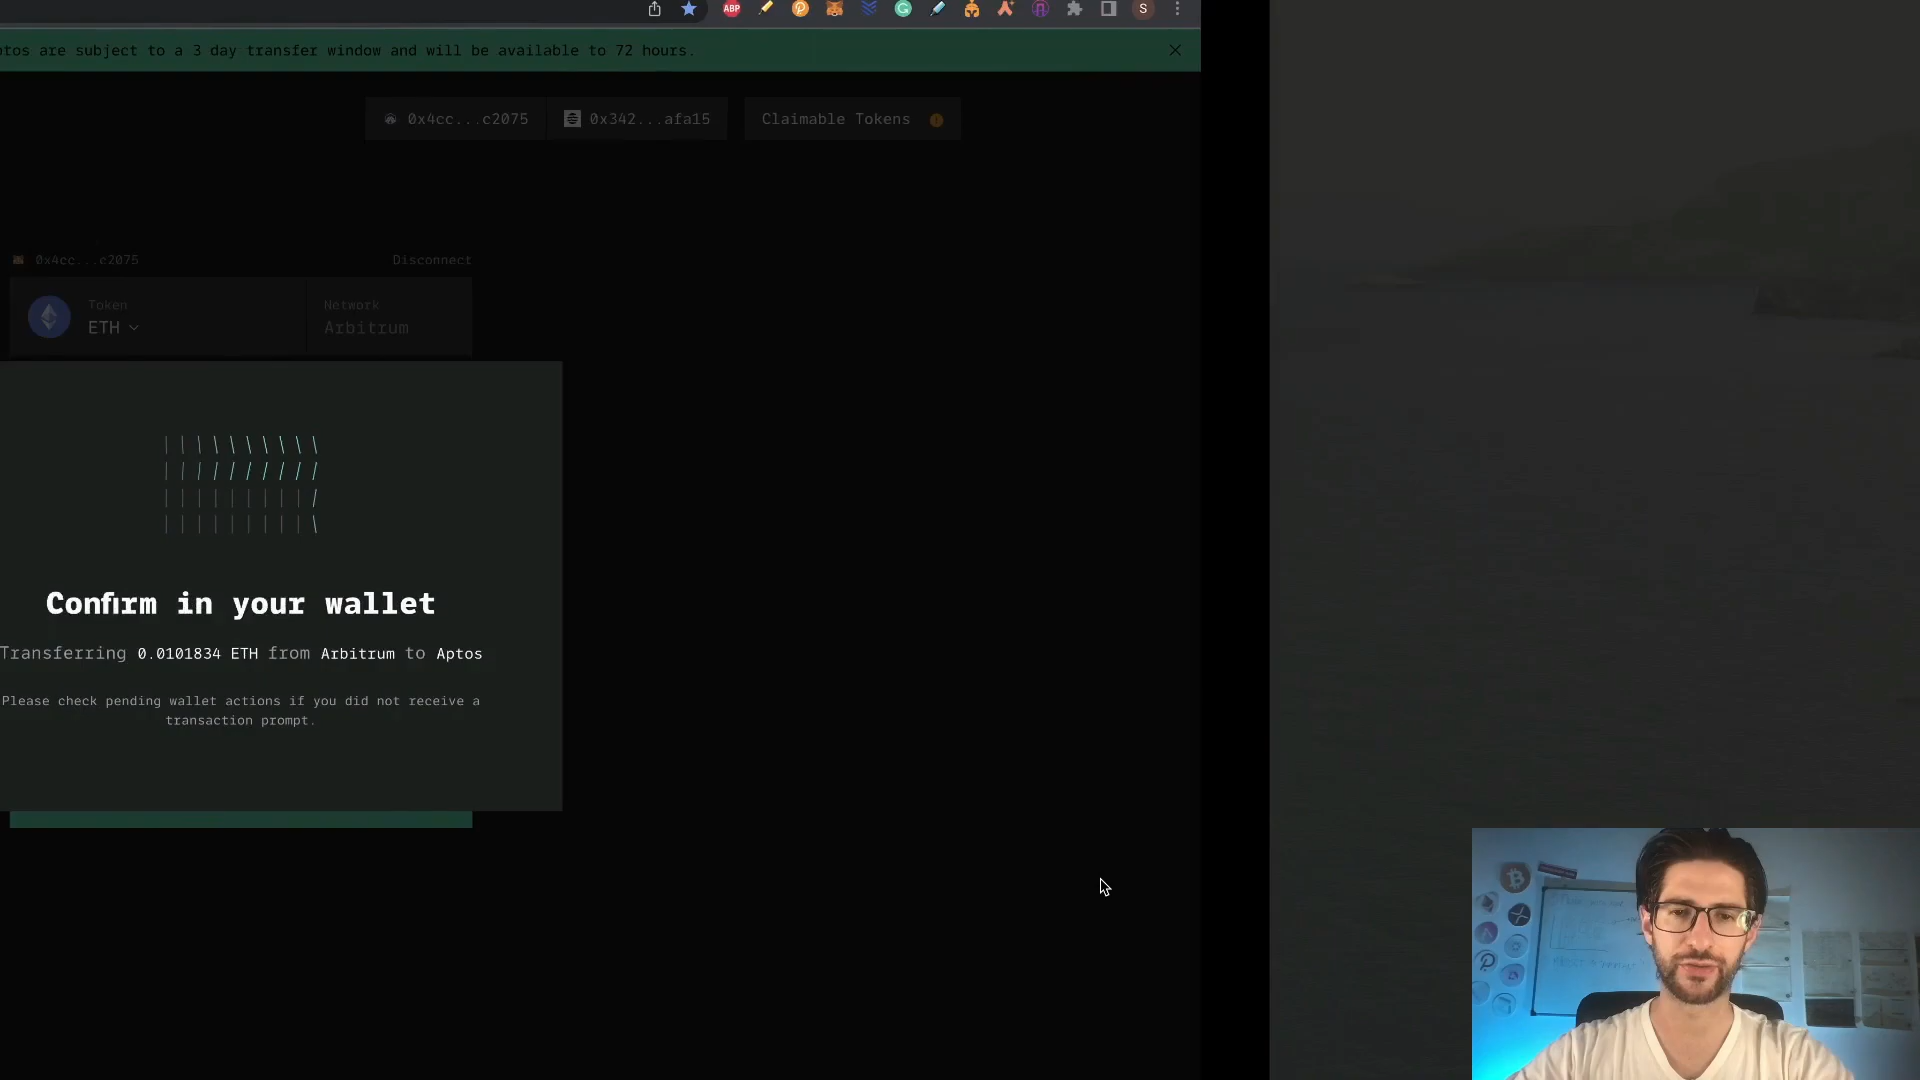 ABP
S
ptos are subject to a 3 day transfer window and will be available to 72 hours.
0x4cc...c2075 0x342...afa15 Claimable Tokens
0x4cc...c2075 Disconnect
Token Network
ETH Arbitrum
Confirm in your wallet
Transferring 0.0101834 ETH from Arbitrum to Aptos
Please check pending wallet actions if you did not receive a
transaction prompt.